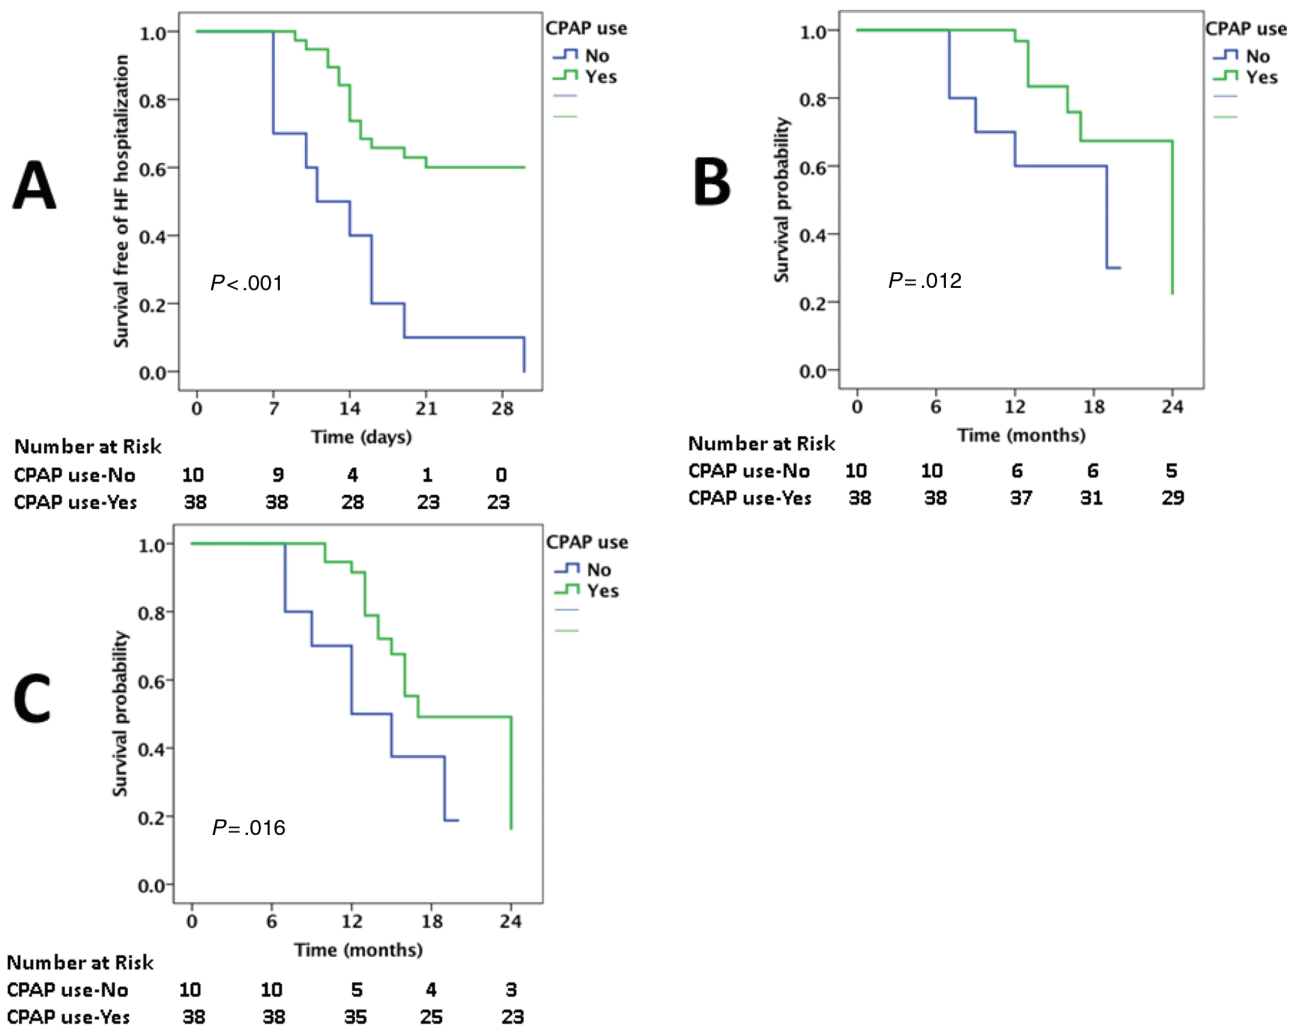 A
Survival free of HF hospitalization
1.0
0.8
0.6
0.4
0.2
0.0
P<.001
0 7 14 21 28
Time (days)
CPAP use
No
Yes
Number at Risk
CPAP use-No 10 9 4 1 0
CPAP use-Yes 38 38 28 23 23
B
Survival probability
1.0
0.8
0.6
0.4
0.2
0.0
P=.012
0 6 12 18 24
Time (months)
CPAP use
No
Yes
Number at Risk
CPAP use-No 10 10 6 6 5
CPAP use-Yes 38 38 37 31 29
C
Survival probability
1.0
0.8
0.6
0.4
0.2
0.0
P=.016
0 6 12 18 24
Time (months)
CPAP use
No
Yes
Number at Risk
CPAP use-No 10 10 5 4 3
CPAP use-Yes 38 38 35 25 23